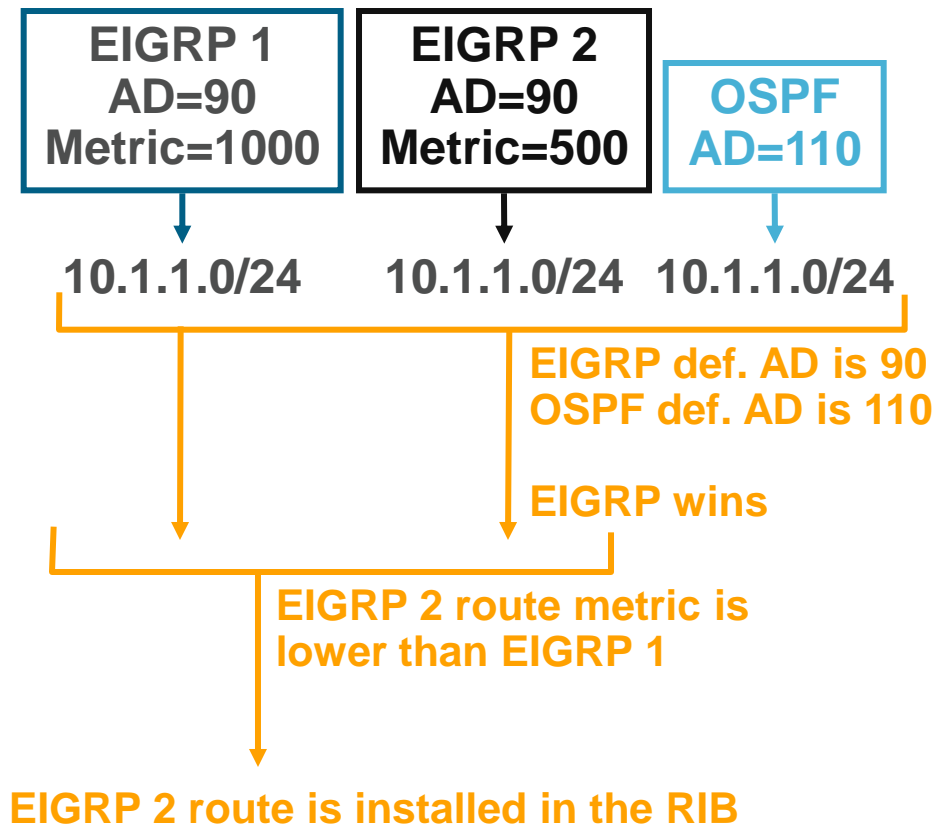 EIGRP 1
AD=90
Metric=1000
EIGRP 2
AD=90
Metric=500
OSPF
AD=110
10.1.1.0/24
10.1.1.0/24
10.1.1.0/24
EIGRP def. AD is 90
OSPF def. AD is 110
EIGRP wins
EIGRP 2 route metric is
lower than EIGRP 1
EIGRP 2 route is installed in the RIB